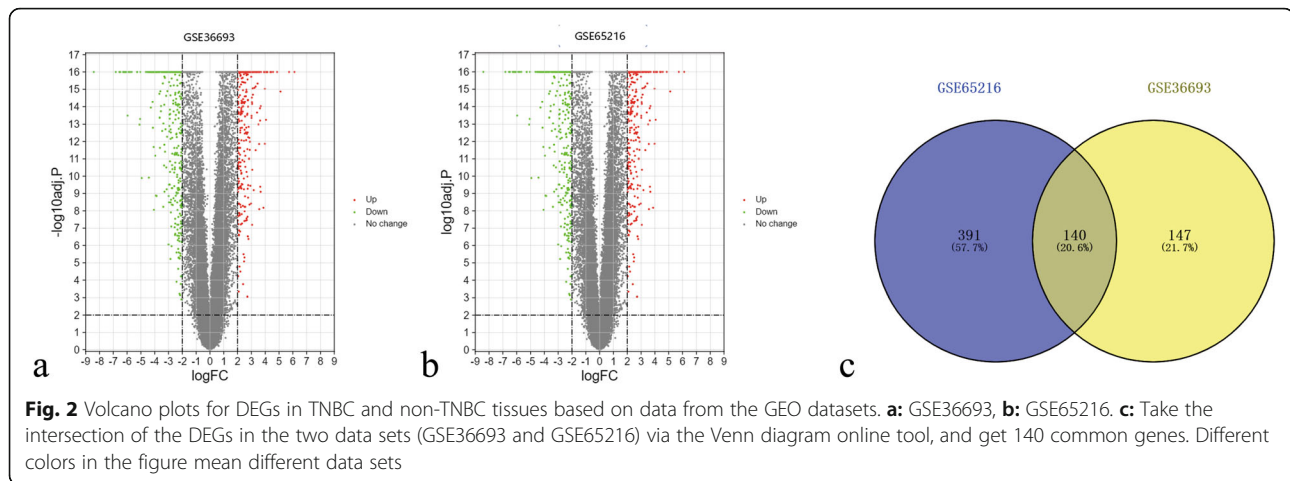 GSE36693
17
16
15
14
13
12
11
10
9
8
7
6
5
4
3
2
1
0
-log10adj.P
-9 -8 -7 -6 -5 -4 -3 -2 -1 0 1 2 3 4 5 6 7 8 9
logFC
Up
Down
No change
a
GSE65216
17
16
15
14
13
12
11
10
9
8
7
6
5
4
3
2
1
0
log10adj.P
-9 -8 -7 -6 -5 -4 -3 -2 -1 0 1 2 3 4 5 6 7 8 9
logFC
Up
Down
No change
b
GSE65216
GSE36693
391
(57.7%)
140
(20.6%)
147
(21.7%)
c
Fig. 2 Volcano plots for DEGs in TNBC and non-TNBC tissues based on data from the GEO datasets. a: GSE36693, b: GSE65216. c: Take the
intersection of the DEGs in the two data sets (GSE36693 and GSE65216) via the Venn diagram online tool, and get 140 common genes. Different
colors in the figure mean different data sets